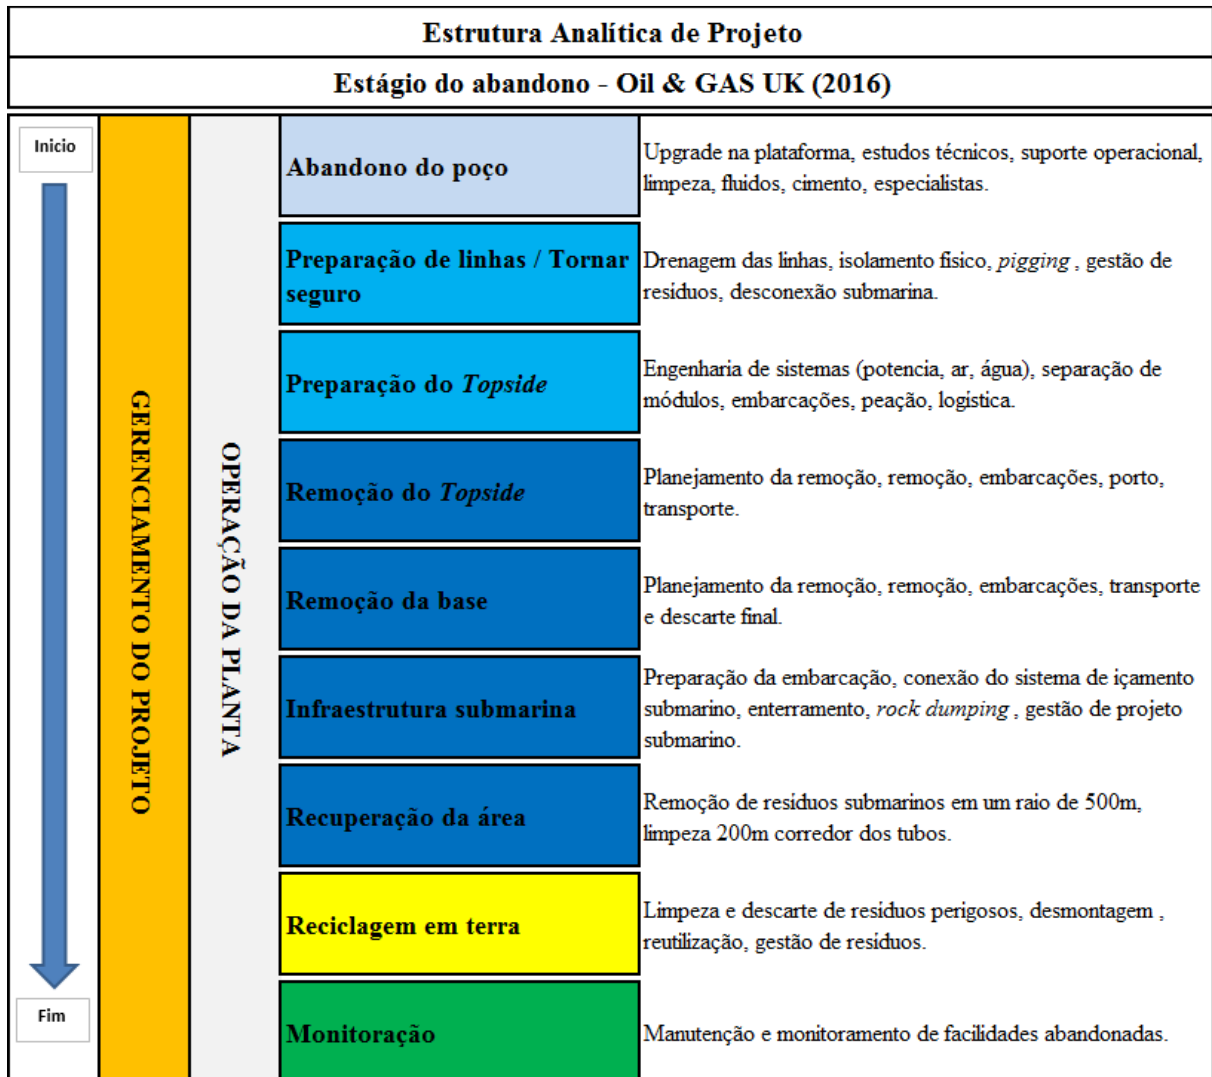 Estrutura Analítica de Projeto
Estágio do abandono - Oil & GAS UK (2016)
Inicio
Fim
GERENCIAMENTO DO PROJETO
OPERAÇÃO DA PLANTA
Abandono do poço
Upgrade na plataforma, estudos técnicos, suporte operacional,
limpeza, fluidos, cimento, especialistas.
Preparação de linhas / Tornar
seguro
Drenagem das linhas, isolamento físico, pigging , gestão de
resíduos, desconexão submarina.
Preparação do Topside
Engenharia de sistemas (potencia, ar, água), separação de
módulos, embarcações, peação, logística.
Remoção do Topside
Planejamento da remoção, remoção, embarcações, porto,
transporte.
Remoção da base
Planejamento da remoção, remoção, embarcações, transporte
e descarte final.
Infraestrutura submarina
Preparação da embarcação, conexão do sistema de içamento
submarino, enterramento, rock dumping , gestão de projeto
submarino.
Recuperação da área
Remoção de resíduos submarinos em um raio de 500m,
limpeza 200m corredor dos tubos.
Reciclagem em terra
Limpeza e descarte de resíduos perigosos, desmontagem ,
reutilização, gestão de resíduos.
Monitoração
Manutenção e monitoramento de facilidades abandonadas.